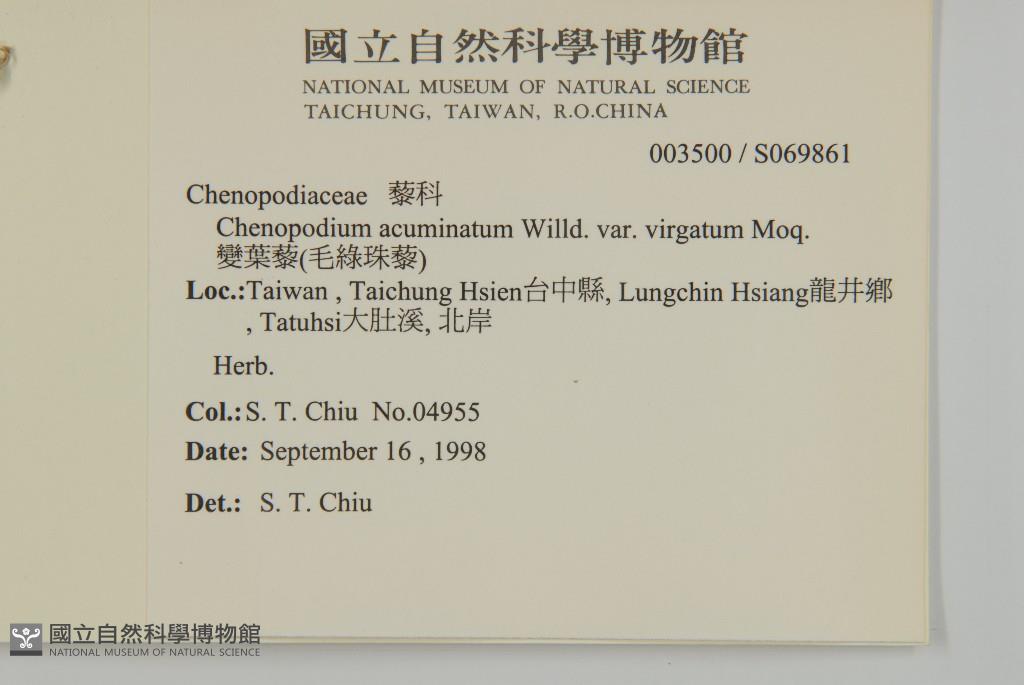 國立自然科學博物館
NATIONAL MUSEUM OF NATURAL SCIENCE
TAICHUNG, TAIWAN, R.O.CHINA
003500 / S069861
Chenopodiaceae 藜科
Chenopodium acuminatum Willd. var. virgatum Moq.
變葉藜(毛綠珠藜)
Loc.:Taiwan , Taichung Hsien台中縣, Lungchin Hsiang龍井鄉
, Tatuhsi大肚溪, 北岸
Herb.
Col.: S. T. Chiu No.04955
Date: September 16 , 1998
Det.: S. T. Chiu
國立自然科學博物館
NATIONAL MUSEUM OF NATURAL SCIENCE